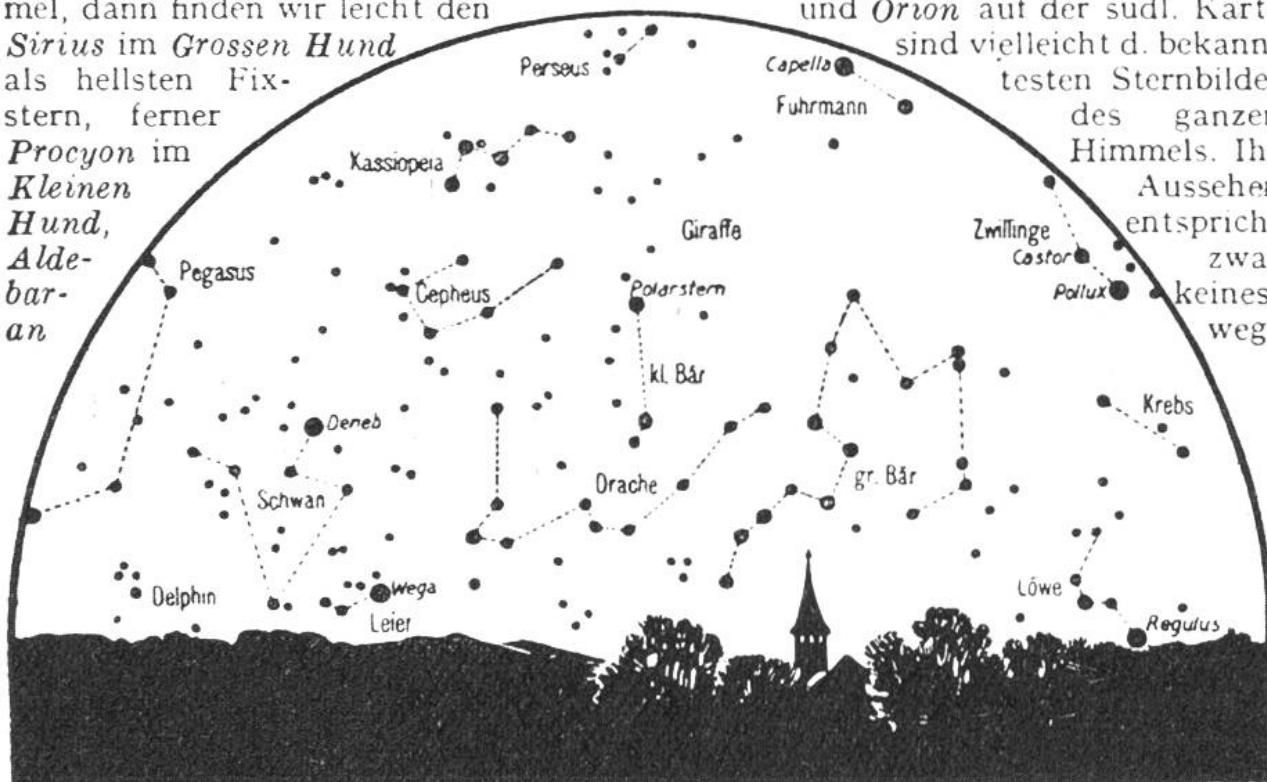 mel, dann finden wir leicht den
Sirius im Grossen Hund
als hellsten Fix-
stern, ferner
Procyon im
Kleinen
Hund,
Alde-
bar-
an
und Orion auf der südl. Kart
sind vielleicht d. bekann
testen Sternbilde
des ganzen
Himmels. Ih
Aussehen
entsprich
zwa
keines
weg
Perseus
Capella
Fuhrmann
Kassiopeia
Giraffe
Zwillinge
Castor
Pollux
Pegasus
Cepheus
Polarstern
kl. Bär
Krebs
Deneb
Schwan
Drache
gr. Bär
Delphin
Wega
Leier
Löwe
Regulus